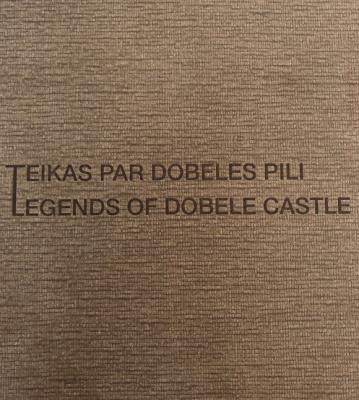 TEIKAS PAR DOBELES PILI
LEGENDS OF DOBELE CASTLE